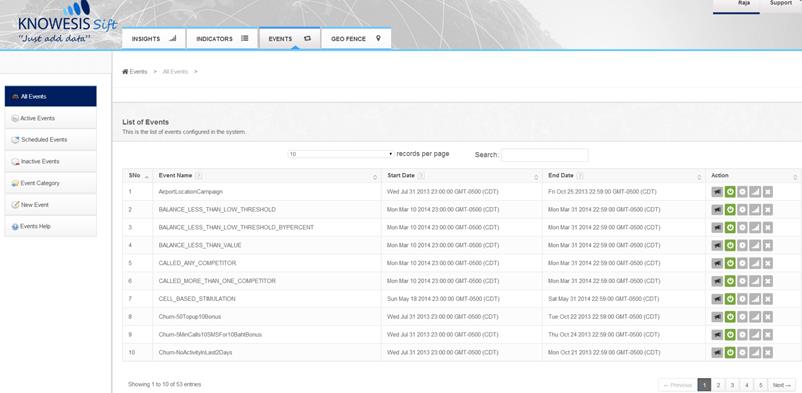 Raja Support
KNOWESIS Sift
"Just add data"
INSIGHTS INDICATORS EVENTS GEO FENCE
Events > All Events >
All Events
Active Events
Scheduled Events
Inactive Events
Event Category
New Event
Events Help
List of Events
This is the list of events configured in the system.
10 records per page Search:
SNo Event Name ? Start Date ? End Date ? Action
1 AirportLocationCampaign Wed Jul 31 2013 23:00:00 GMT-0500 (CDT) Fri Oct 25 2013 22:59:00 GMT-0500 (CDT)
2 BALANCE_LESS_THAN_LOW_THRESHOLD Mon Mar 10 2014 23:00:00 GMT-0500 (CDT) Mon Mar 31 2014 22:59:00 GMT-0500 (CDT)
3 BALANCE_LESS_THAN_LOW_THRESHOLD_BYPERCENT Mon Mar 10 2014 23:00:00 GMT-0500 (CDT) Mon Mar 31 2014 22:59:00 GMT-0500 (CDT)
4 BALANCE_LESS_THAN_VALUE Mon Mar 10 2014 23:00:00 GMT-0500 (CDT) Mon Mar 31 2014 22:59:00 GMT-0500 (CDT)
5 CALLED_ANY_COMPETITOR Mon Mar 10 2014 23:00:00 GMT-0500 (CDT) Mon Mar 31 2014 22:59:00 GMT-0500 (CDT)
6 CALLED_MORE_THAN_ONE_COMPETITOR Mon Mar 10 2014 23:00:00 GMT-0500 (CDT) Mon Mar 31 2014 22:59:00 GMT-0500 (CDT)
7 CELL_BASED_STIMULATION Sun May 18 2014 23:00:00 GMT-0500 (CDT) Sat May 31 2014 22:59:00 GMT-0500 (CDT)
8 Churn-50Topup10Bonus Wed Jul 31 2013 23:00:00 GMT-0500 (CDT) Tue Oct 22 2013 22:59:00 GMT-0500 (CDT)
9 Churn-5MinCalls10SMSFor10BahtBonus Wed Jul 31 2013 23:00:00 GMT-0500 (CDT) Thu Oct 24 2013 22:59:00 GMT-0500 (CDT)
10 Churn-NoActivityInLast2Days Wed Jul 31 2013 23:00:00 GMT-0500 (CDT) Mon Oct 21 2013 22:59:00 GMT-0500 (CDT)
Showing 1 to 10 of 53 entries
← Previous 1 2 3 4 5 Next →